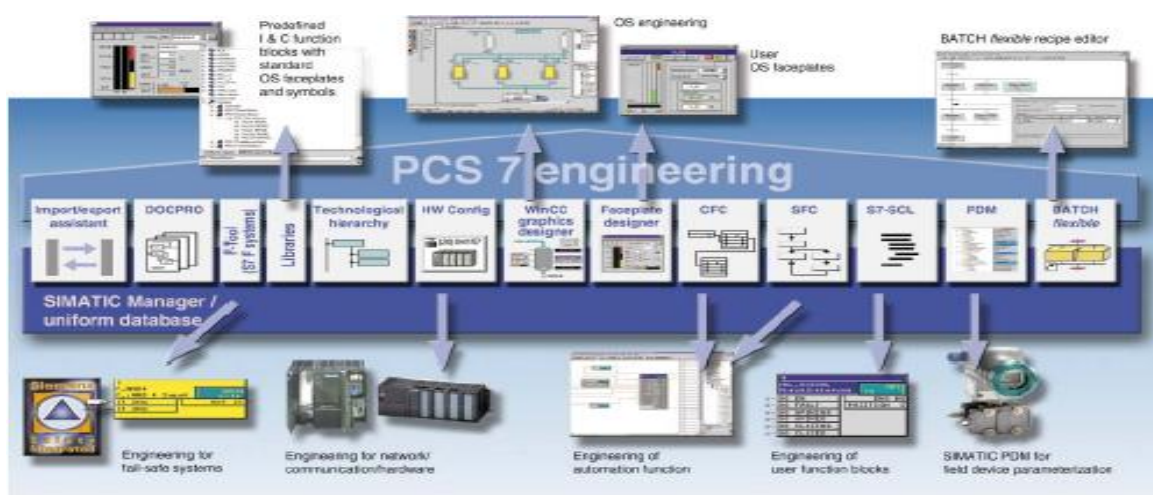 Predefined
I & C function
blocks with
standard
OS faceplates
and symbols
OS engineering
User
OS faceplates
BATCH flexible recipe editor
PCS 7 engineering
Import/export
assistant
DOCPRO
F-Tool
(S7 F systems)
Libraries
Technological
hierarchy
HW Config
WinCC
graphics
designer
Faceplate
designer
CFC
SFC
S7-SCL
PDM
BATCH
flexible
SIMATIC Manager /
uniform database
Siemens
Safety
Integrated
Engineering for
fail-safe systems
Engineering for network/
communication/hardware
Engineering of
automation function
Engineering of
user function blocks
SIMATIC PDM for
field device parameterization